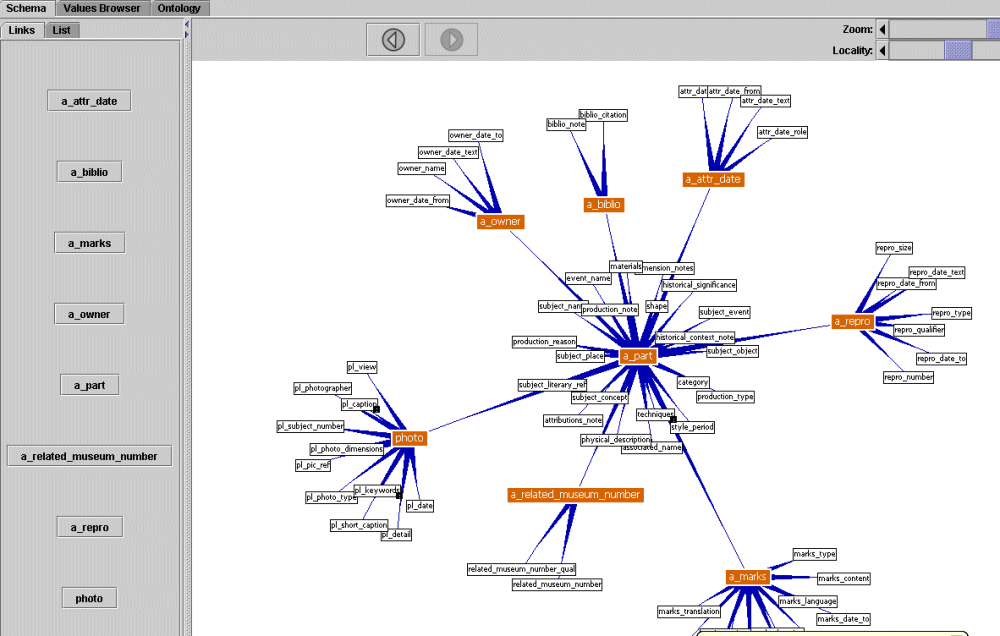 Schema Values Browser Ontology
Links List
Zoom:
Locality:
a_attr_date
a_biblio
a_marks
a_owner
a_part
a_related_museum_number
a_repro
photo
attr_date_from
attr_date_text
attr_date_role
a_attr_date
biblio_citation
biblio_note
a_biblio
owner_date_to
owner_date_text
owner_name
owner_date_from
a_owner
materials
event_name
historical_significance
production_note
shape
subject_event
historical_context_note
production_reason
subject_place
a_part
subject_object
subject_literary_ref
subject_concept
category
production_type
attributions_note
style_period
physical_description
associated_name
repro_size
repro_date_text
repro_date_from
repro_type
a_repro
repro_qualifier
repro_date_to
repro_number
pl_view
pl_photographer
pl_caption
pl_subject_number
photo
pl_photo_dimensions
pl_pic_ref
pl_keywords
pl_photo_type
pl_date
pl_short_caption
pl_detail
a_related_museum_number
related_museum_number_qual
related_museum_number
marks_type
a_marks
marks_content
marks_language
marks_translation
marks_date_to